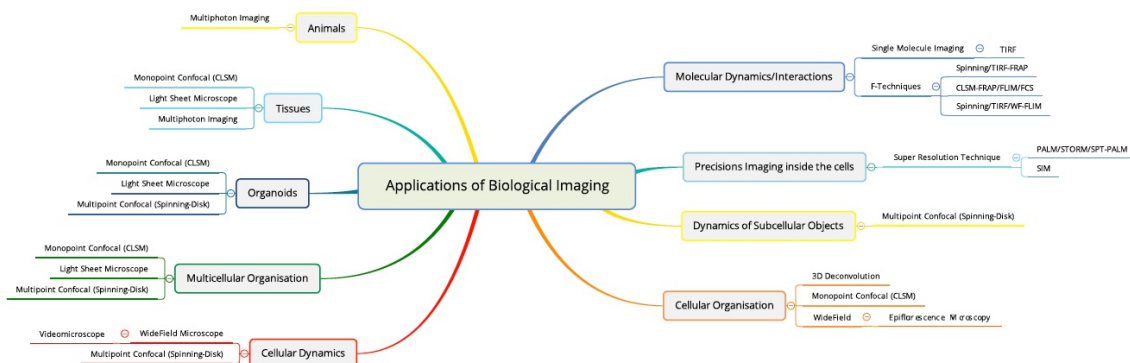 Applications of Biological Imaging
Animals
Multiphoton Imaging
Tissues
Monopoint Confocal (CLSM)
Light Sheet Microscope
Multiphoton Imaging
Organoids
Monopoint Confocal (CLSM)
Light Sheet Microscope
Multipoint Confocal (Spinning-Disk)
Multicellular Organisation
Monopoint Confocal (CLSM)
Light Sheet Microscope
Multipoint Confocal (Spinning-Disk)
Cellular Dynamics
WideField Microscope
Videomicroscope
Multipoint Confocal (Spinning-Disk)
Molecular Dynamics/Interactions
Single Molecule Imaging
TIRF
F-Techniques
Spinning/TIRF-FRAP
CLSM-FRAP/FLIM/FCS
Spinning/TIRF/WF-FLIM
Precisions Imaging inside the cells
Super Resolution Technique
PALM/STORM/SPT-PALM
SIM
Dynamics of Subcellular Objects
Multipoint Confocal (Spinning-Disk)
Cellular Organisation
3D Deconvolution
Monopoint Confocal (CLSM)
WideField
Epiflorescence Microscopy